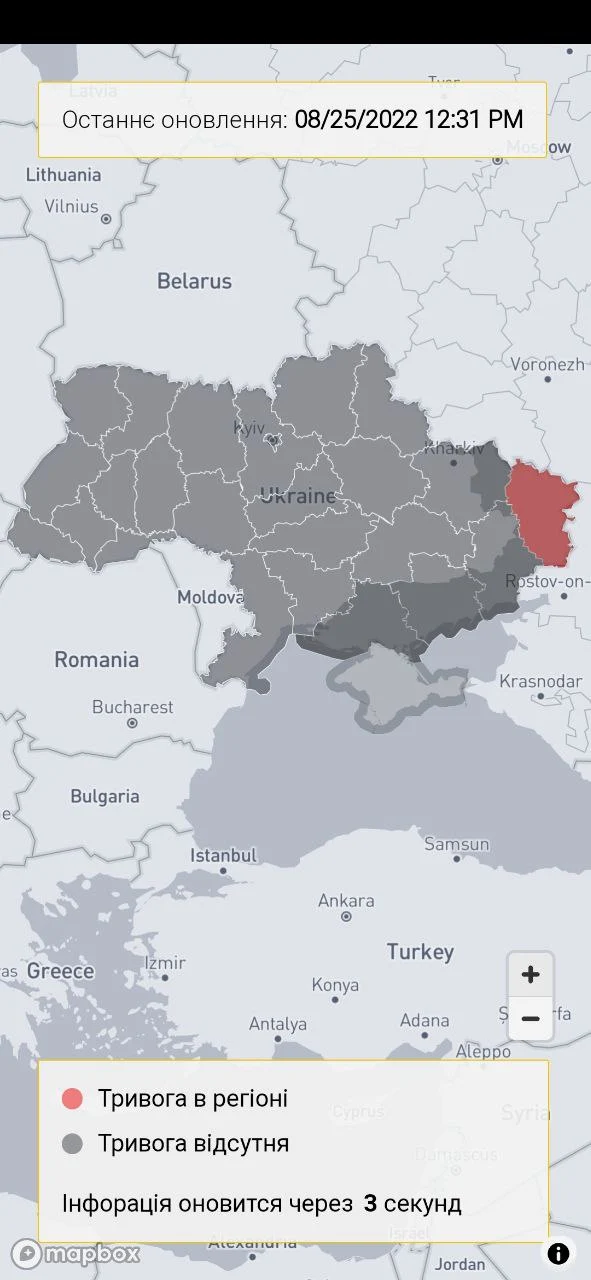 Latvia
Tver
Останнє оновлення: 08/25/2022 12:31 PM
Moscow
Lithuania
Vilnius
Belarus
Voronezh
Kyiv
Kharkiv
Ukraine
Rostov-on-
Moldova
Romania
Krasnodar
Bucharest
Bulgaria
Samsun
Istanbul
Ankara
Turkey
Izmir
Greece
Konya
Antalya
Adana
Aleppo
Тривога в регіоні
Cyprus
Syria
Тривога відсутня
Damascus
Інфорація оновится через 3 секунд
Israel
Alexandria
mapbox
Jordan